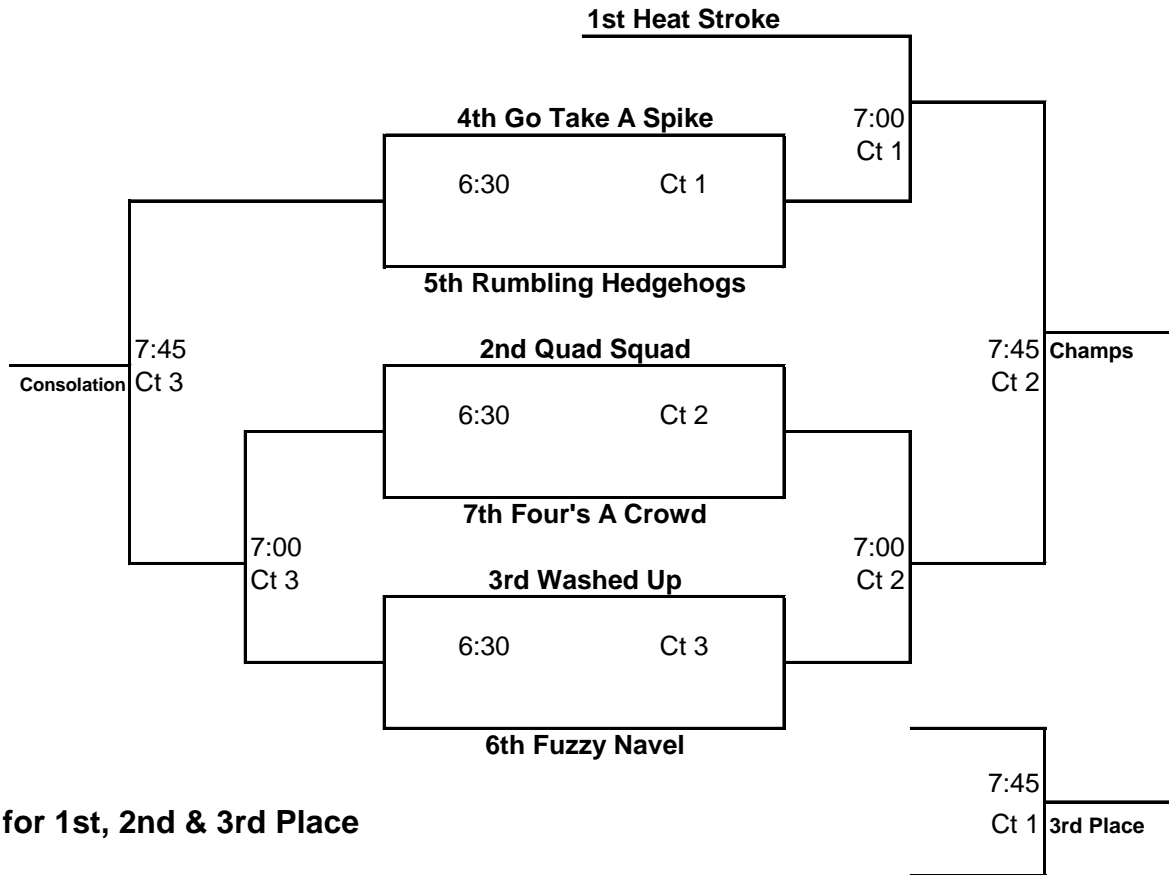 1st Heat Stroke
4th Go Take A Spike
7:00
Ct 1
6:30 Ct 1
5th Rumbling Hedgehogs
7:45
Ct 3
Consolation
2nd Quad Squad
7:45
Ct 2
Champs
6:30 Ct 2
7th Four's A Crowd
7:00
Ct 3
7:00
Ct 2
3rd Washed Up
6:30 Ct 3
6th Fuzzy Navel
7:45
Ct 1
3rd Place
for 1st, 2nd & 3rd Place